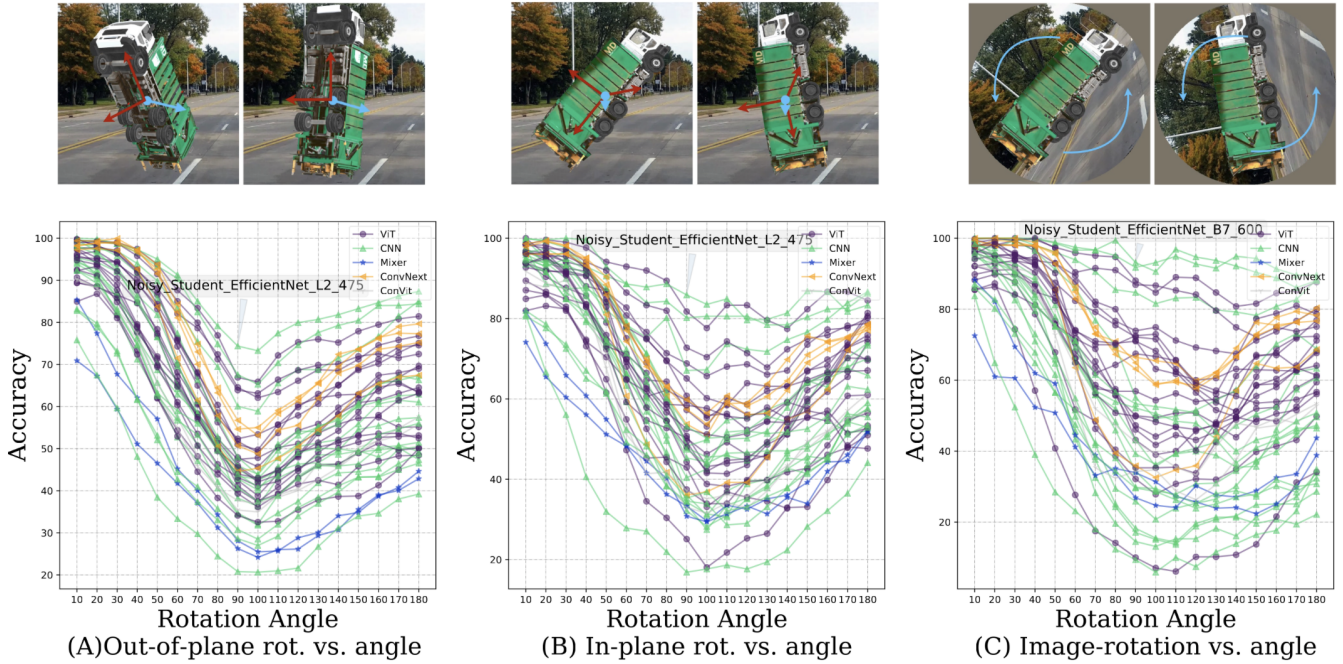 MD
MD
MD
MD
Accuracy
100
90
80
70
60
50
40
30
20
Noisy_Student_EfficientNet_L2_475
ViT
CNN
Mixer
ConvNext
ConVit
10 20 30 40 50 60 70 80 90 100 110 120 130 140 150 160 170 180
Rotation Angle
(A)Out-of-plane rot. vs. angle
Accuracy
100
80
60
40
20
Noisy_Student_EfficientNet_L2_475
ViT
CNN
Mixer
ConvNext
ConVit
10 20 30 40 50 60 70 80 90 100 110 120 130 140 150 160 170 180
Rotation Angle
(B) In-plane rot. vs. angle
Accuracy
100
80
60
40
20
Noisy_Student_EfficientNet_B7_600
ViT
CNN
Mixer
ConvNext
ConVit
10 20 30 40 50 60 70 80 90 100 110 120 130 140 150 160 170 180
Rotation Angle
(C) Image-rotation vs. angle